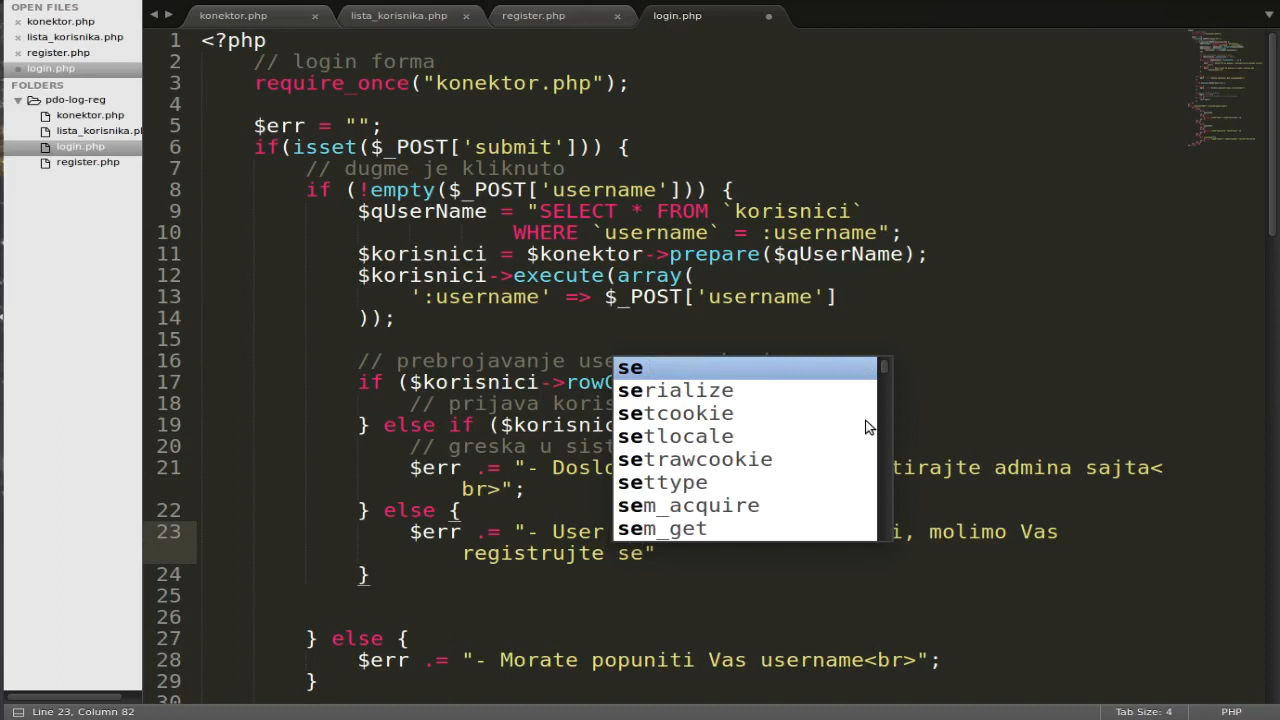 OPEN FILES
konektor.php
lista_korisnika.php
register.php
login.php
FOLDERS
pdo-log-reg
konektor.php
lista_korisnika.pl
login.php
register.php
konektor.php
lista_korisnika.php
register.php
login.php
1 <?php
2 // login forma
3 require_once("konektor.php");
4
5 $err = "";
6 if(isset($_POST['submit'])) {
7 // dugme je kliknuto
8 if (!empty($_POST['username'])) {
9 $qUserName = "SELECT * FROM `korisnici`
10 WHERE `username` = :username";
11 $korisnici = $konektor->prepare($qUserName);
12 $korisnici->execute(array(
13 ':username' => $_POST['username']
14 ));
15
16 // prebrojavanje
17 if ($korisnici->
18 // prijava
19 } else if (
20 // greska u
21 $err .= "- admina sajta<
br>";
22 } else {
23 $err .= "- User molimo Vas
registrujte se"
24 }
25
26
27 } else {
28 $err .= "- Morate popuniti Vas username<br>";
29 }
30
se
serialize
setcookie
setlocale
setrawcookie
settype
sem_acquire
sem_get
Line 23, Column 82
Tab Size: 4
PHP